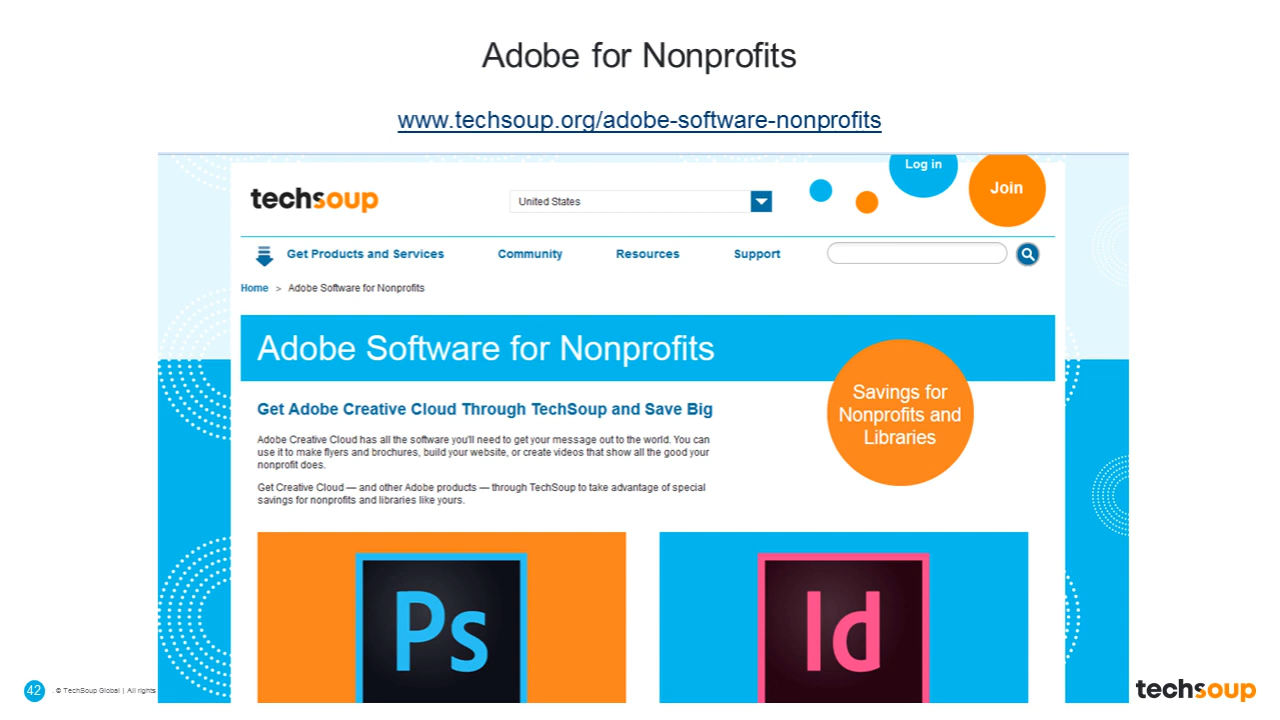 Adobe for Nonprofits
www.techsoup.org/adobe-software-nonprofits
Log in
Join
techsoup
United States
Get Products and Services
Community
Resources
Support
Home > Adobe Software for Nonprofits
Adobe Software for Nonprofits
Savings for
Nonprofits and
Libraries
Get Adobe Creative Cloud Through TechSoup and Save Big
Adobe Creative Cloud has all the software you'll need to get your message out to the world. You can
use it to make flyers and brochures, build your website, or create videos that show all the good your
nonprofit does.
Get Creative Cloud — and other Adobe products — through TechSoup to take advantage of special
savings for nonprofits and libraries like yours.
Ps
Id
42
. © TechSoup Global | All rights
techsoup